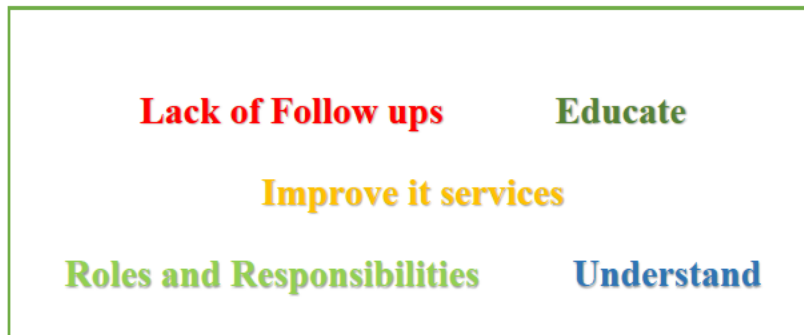 Lack of Follow ups Educate
Improve it services
Roles and Responsibilities Understand